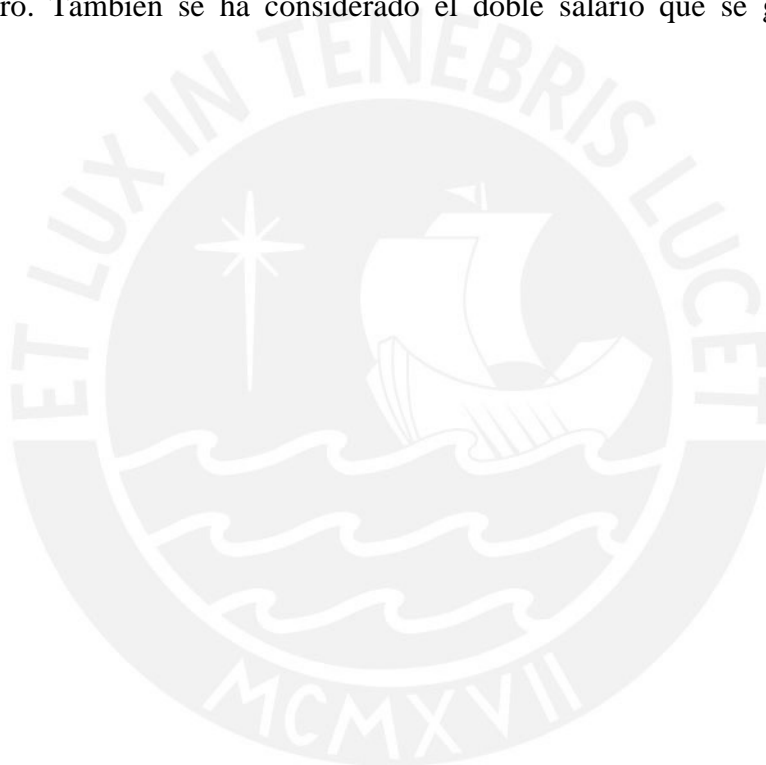 ro. También se ha considerado el doble salario que se g
ET LUX IN TENEBRIS LUCET
MCMXVII